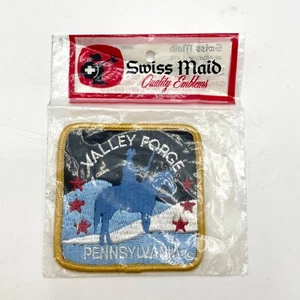 Swiss Maid
Quality Emblems
VALLEY FORGE
PENNSYLVANIA